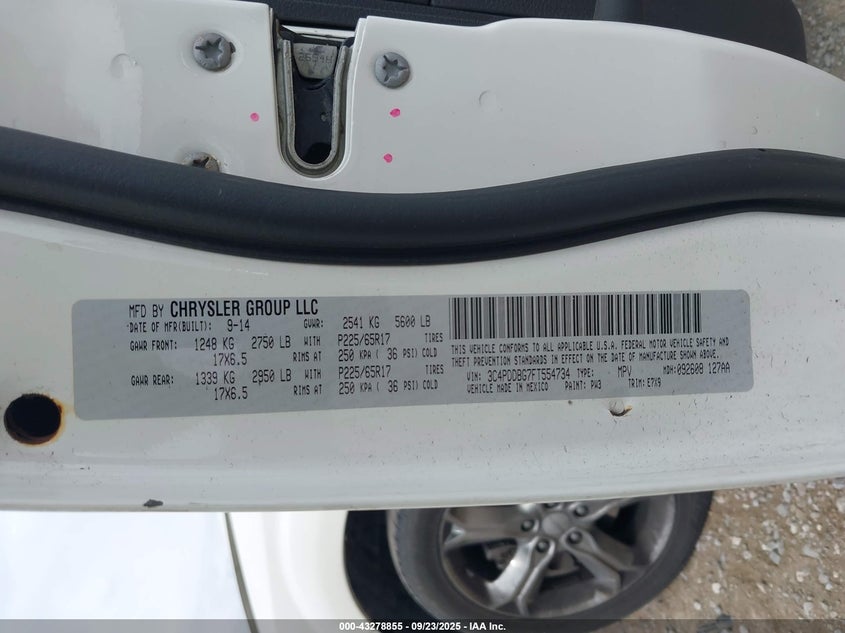 MFD BY CHRYSLER GROUP LLC
DATE OF MFR(BUILT): 9-14 GVWR: 2541 KG 5600 LB
GAWR FRONT: 1248 KG 2750 LB WITH P225/65R17 TIRES
17X6.5 RIMS AT 250 KPA ( 36 PSI) COLD
GAWR REAR: 1339 KG 2950 LB WITH P225/65R17 TIRES
17X6.5 RIMS AT 250 KPA ( 36 PSI) COLD
THIS VEHICLE CONFORMS TO ALL APPLICABLE U.S.A. FEDERAL MOTOR VEHICLE SAFETY AND
THEFT PREVENTION STANDARDS IN EFFECT ON THE DATE OF MANUFACTURE SHOWN ABOVE.
VIN: 3C4PDDBG7FT554734 TYPE: MPV MDH: 092608 127AA
VEHICLE MADE IN MEXICO PAINT: PW3 TRIM: E7X9
000-43278855 - 09/23/2025 - IAA Inc.